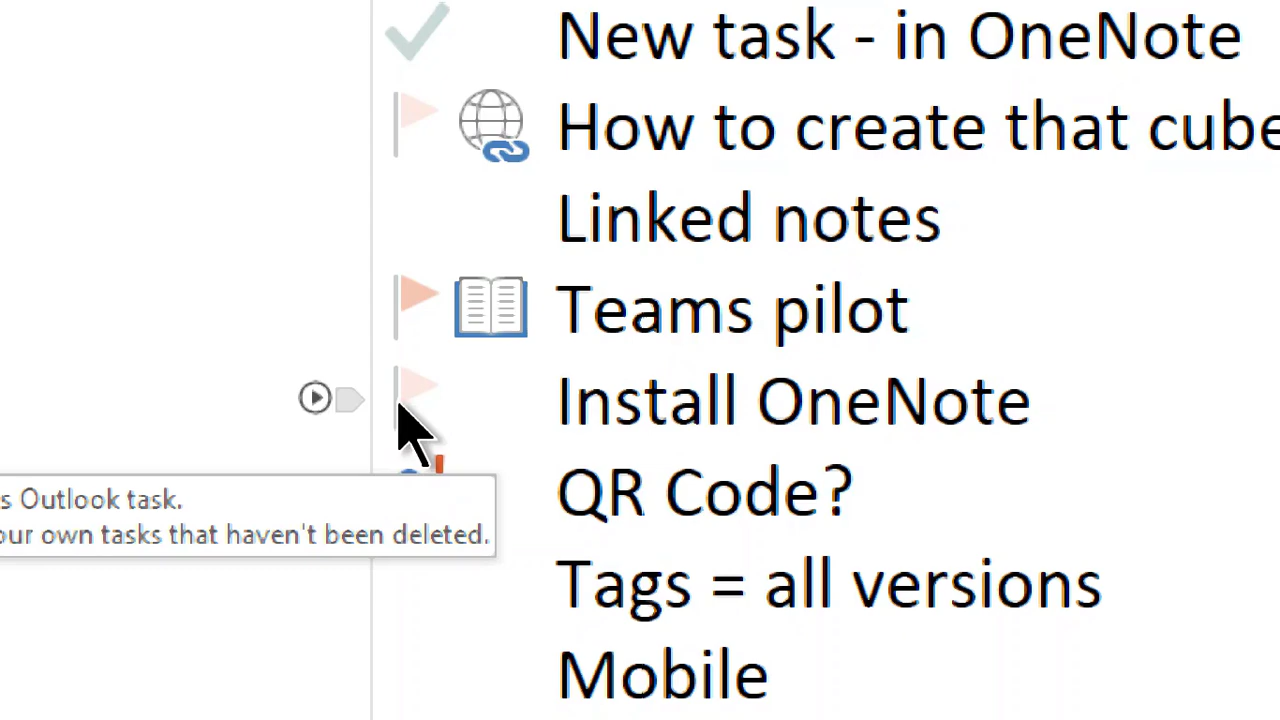 New task - in OneNote
How to create that cube
Linked notes
Teams pilot
Install OneNote
s Outlook task.
our own tasks that haven't been deleted.
QR Code?
Tags = all versions
Mobile